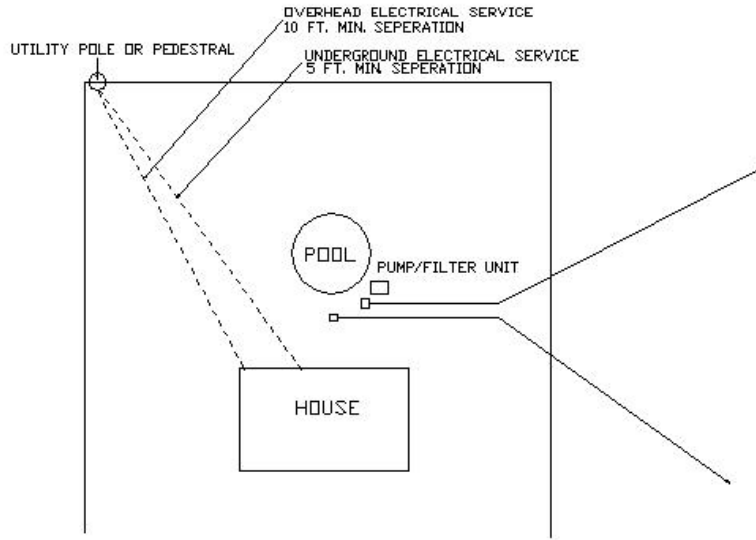 OVERHEAD ELECTRICAL SERVICE
10 FT. MIN. SEPERATION
UTILITY POLE OR PEDESTRAL
UNDERGROUND ELECTRICAL SERVICE
5 FT. MIN. SEPERATION
POOL
PUMP/FILTER UNIT
HOUSE